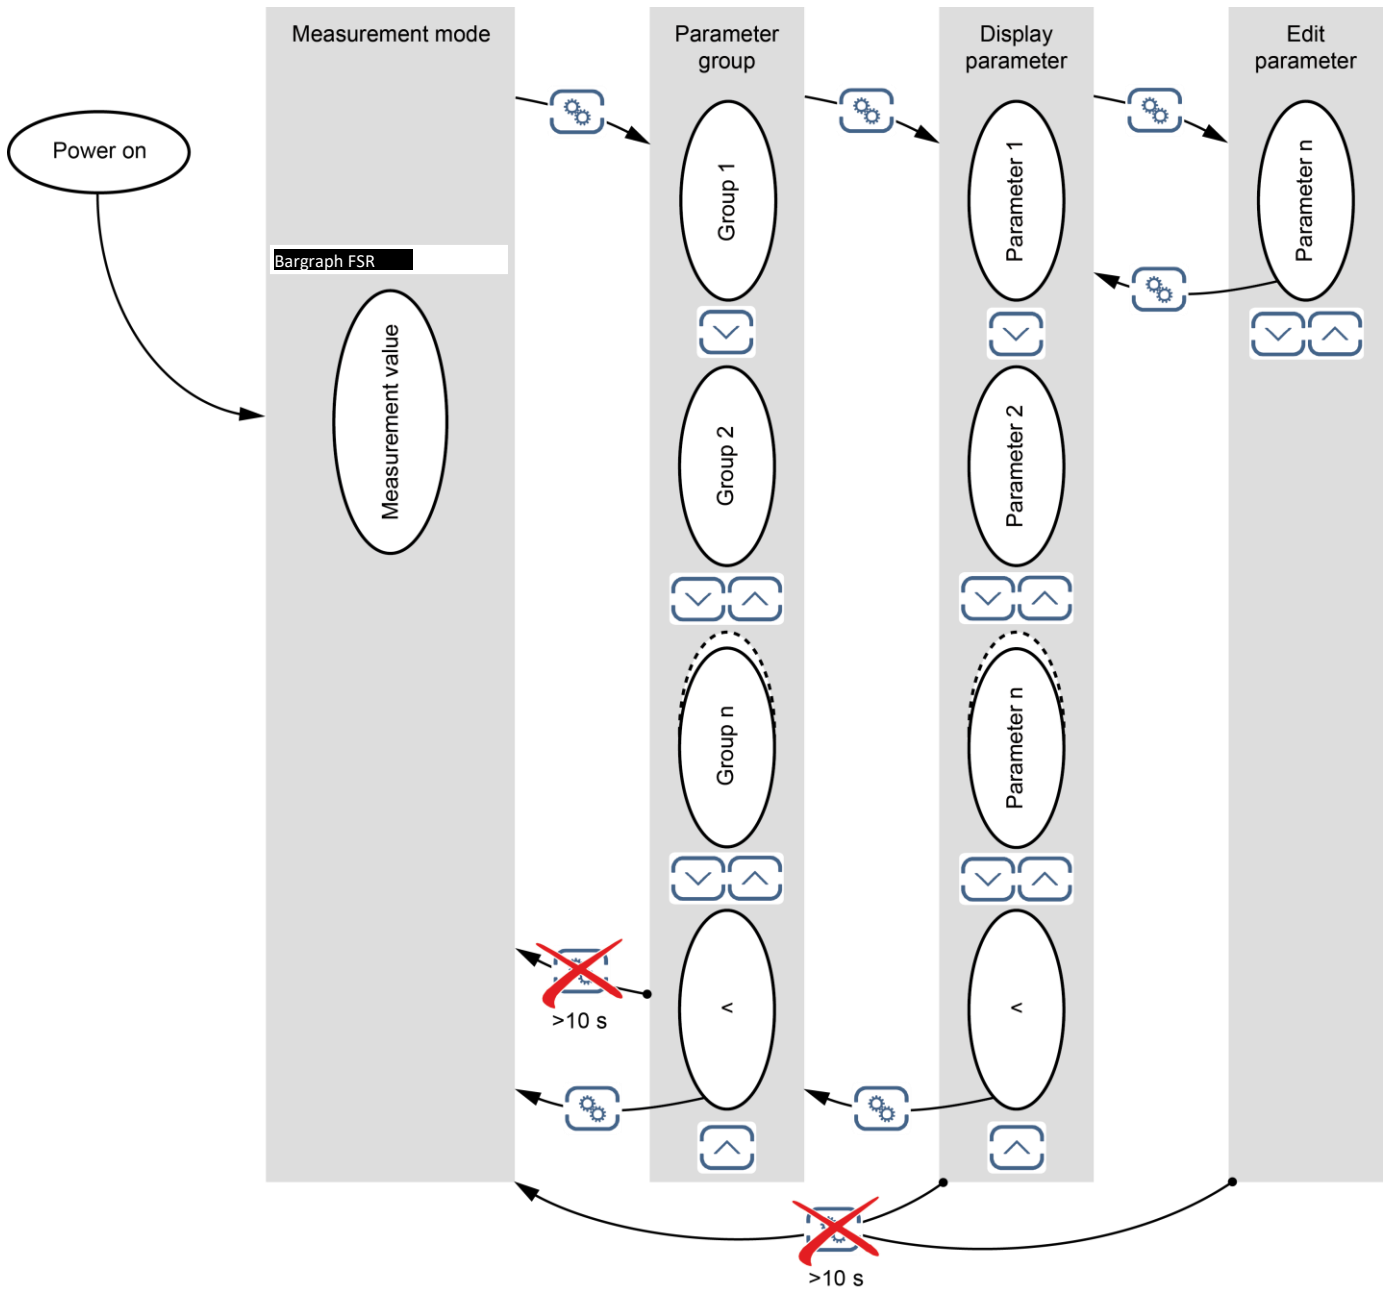 Measurement mode
Parameter
group
Display
parameter
Edit
parameter
Power on
Bargraph FSR
Measurement value
Group 1
Group 2
Group n
<
Parameter 1
Parameter 2
Parameter n
<
Parameter n
>10 s
>10 s